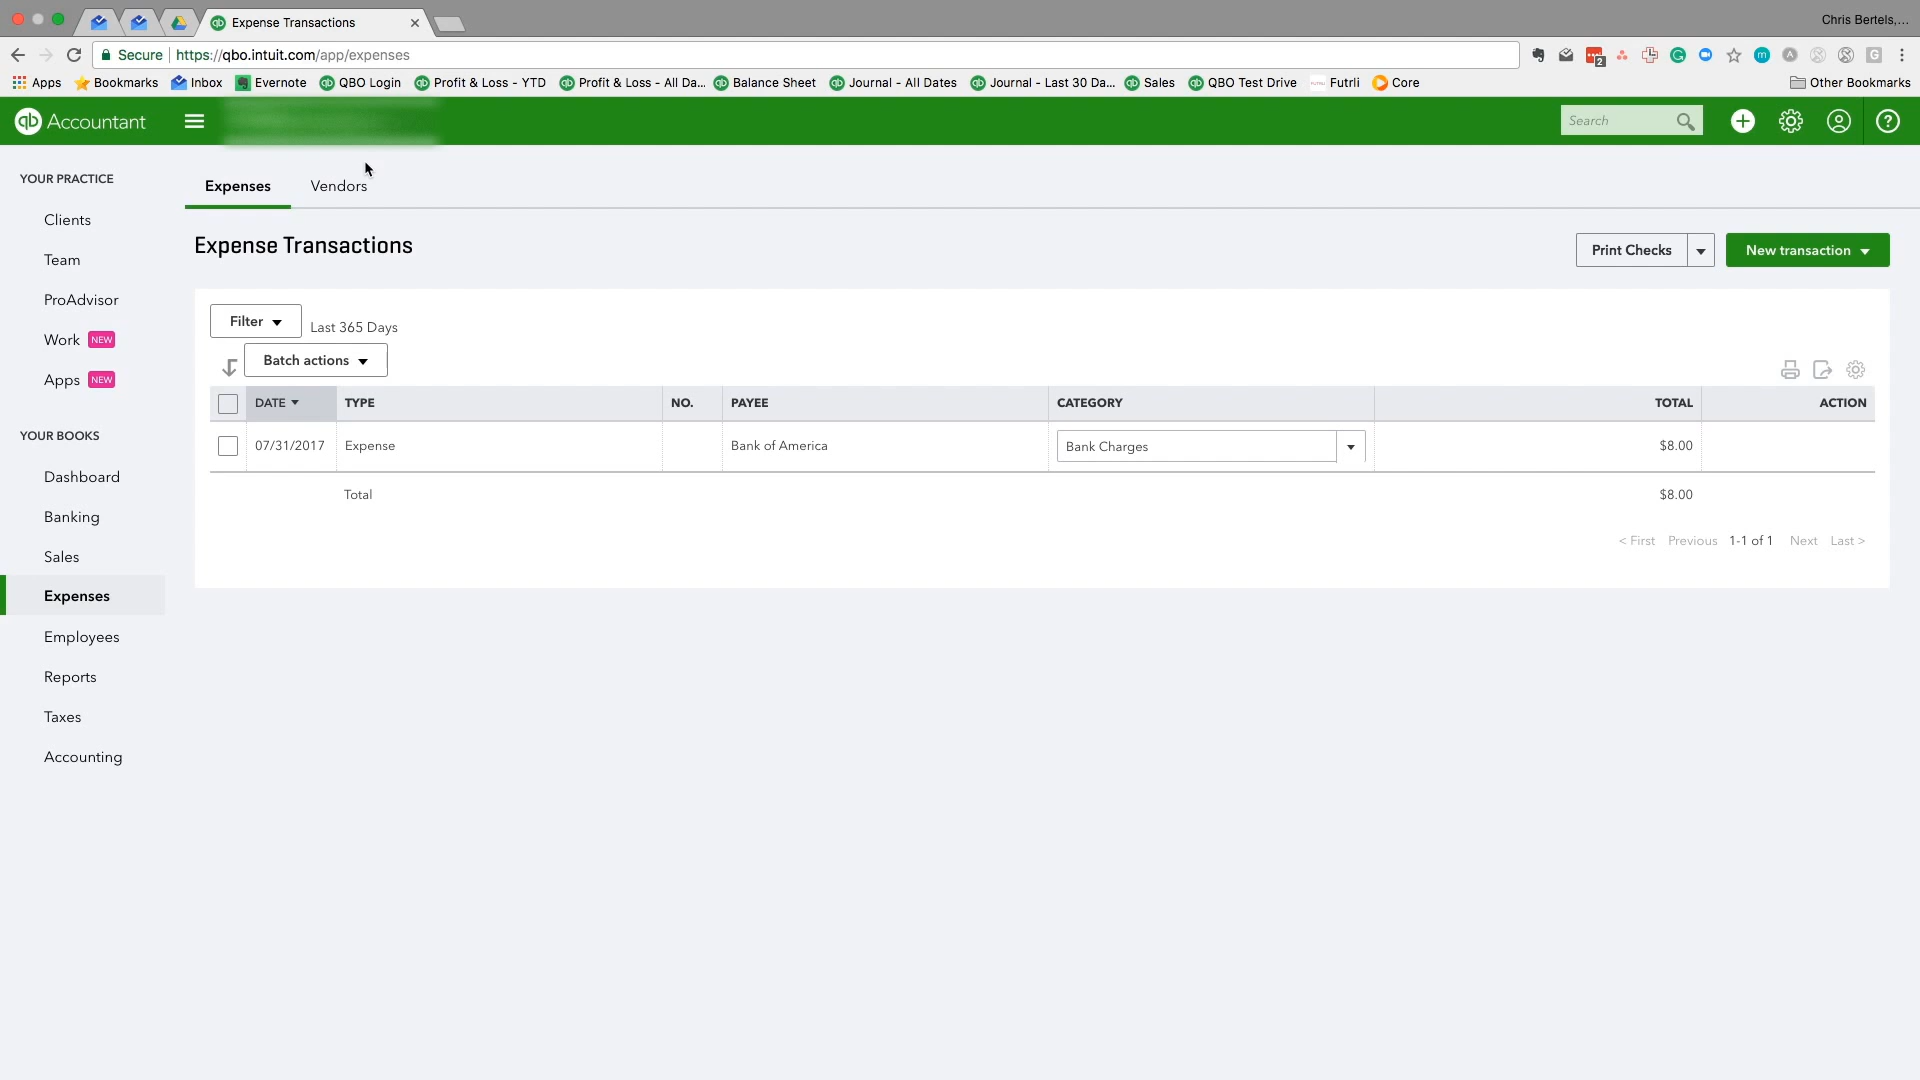 Expense Transactions
Chris Bertels,...
Secure https://qbo.intuit.com/app/expenses
2
Apps Bookmarks Inbox Evernote QBO Login Profit & Loss - YTD Profit & Loss - All Da... Balance Sheet Journal - All Dates Journal - Last 30 Da... Sales QBO Test Drive Futrli Core Other Bookmarks
qb Accountant
Search
YOUR PRACTICE
Clients
Team
ProAdvisor
Work NEW
Apps NEW
YOUR BOOKS
Dashboard
Banking
Sales
Expenses
Employees
Reports
Taxes
Accounting
Expenses Vendors
Expense Transactions
Print Checks
New transaction
Filter Last 365 Days
Batch actions
DATE TYPE NO. PAYEE CATEGORY TOTAL ACTION
07/31/2017 Expense Bank of America Bank Charges $8.00
Total $8.00
< First Previous 1-1 of 1 Next Last >